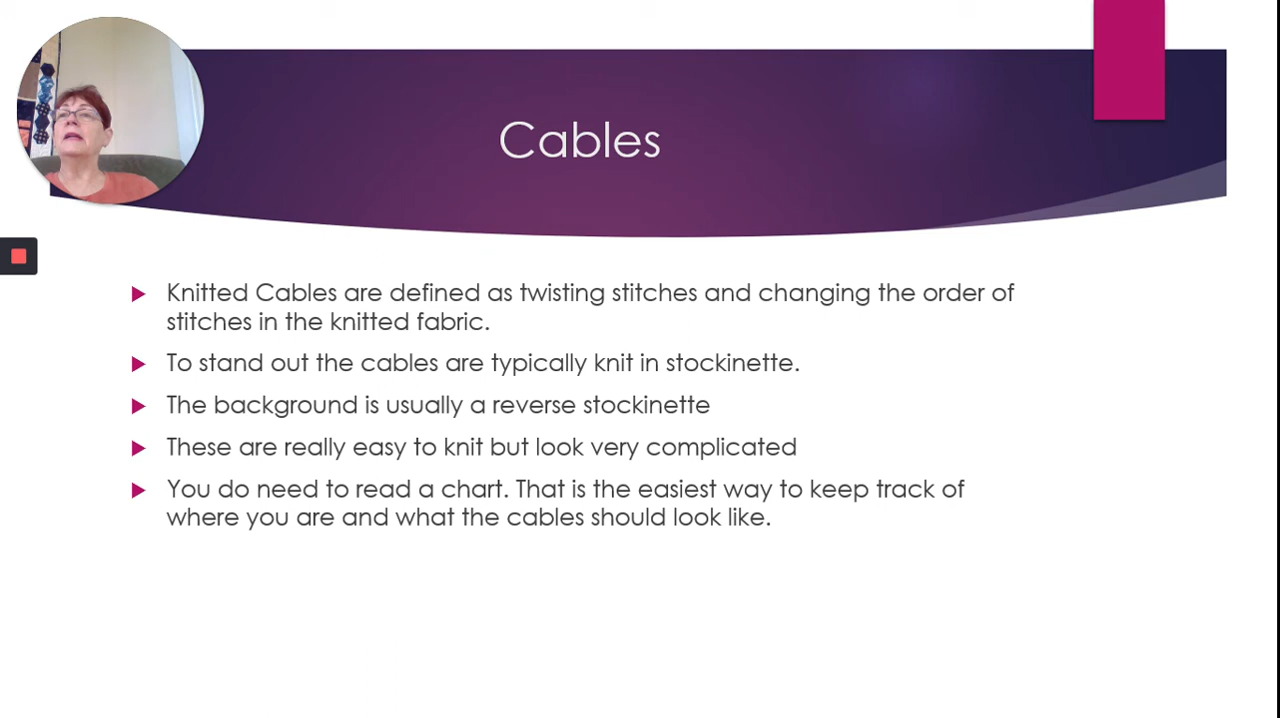 Cables
Knitted Cables are defined as twisting stitches and changing the order of
stitches in the knitted fabric.
To stand out the cables are typically knit in stockinette.
The background is usually a reverse stockinette
These are really easy to knit but look very complicated
You do need to read a chart. That is the easiest way to keep track of
where you are and what the cables should look like.